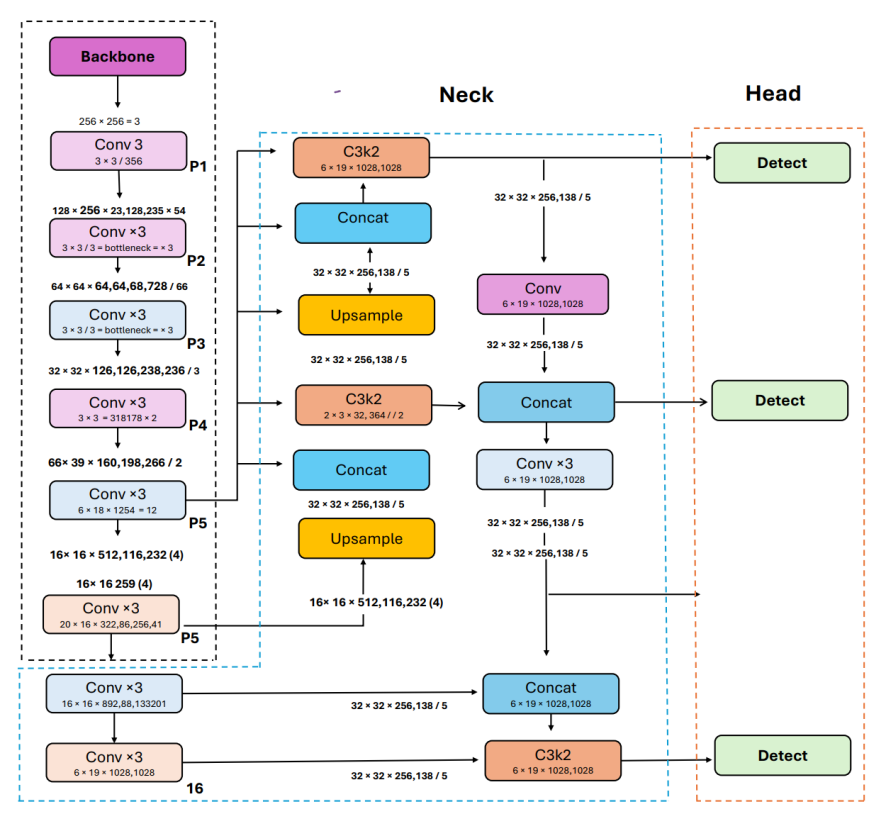 Backbone
256 × 256 = 3
Conv 3
3 × 3 / 356
P1
128 × 256 × 23,128,235 × 54
Conv ×3
3 × 3 / 3 = bottleneck = × 3
P2
64 × 64 × 64,64,68,728 / 66
Conv ×3
3 × 3 / 3 = bottleneck = × 3
P3
32 × 32 × 126,126,238,236 / 3
Conv ×3
3 × 3 = 318178 × 2
P4
66× 39 × 160,198,266 / 2
Conv ×3
6 × 18 × 1254 = 12
P5
16× 16 × 512,116,232 (4)
16× 16 259 (4)
Conv ×3
20 × 16 × 322,86,256,41
P5
Conv ×3
16 × 16 × 892,88,133201
Conv ×3
6 × 19 × 1028,1028
16
Neck
C3k2
6 × 19 × 1028,1028
Concat
32 × 32 × 256,138 / 5
Upsample
32 × 32 × 256,138 / 5
C3k2
2 × 3 × 32, 364 / / 2
Concat
32 × 32 × 256,138 / 5
Upsample
16× 16 × 512,116,232 (4)
32 × 32 × 256,138 / 5
Conv
6 × 19 × 1028,1028
32 × 32 × 256,138 / 5
Concat
Conv ×3
6 × 19 × 1028,1028
32 × 32 × 256,138 / 5
32 × 32 × 256,138 / 5
32 × 32 × 256,138 / 5
Concat
6 × 19 × 1028,1028
32 × 32 × 256,138 / 5
C3k2
6 × 19 × 1028,1028
Head
Detect
Detect
Detect